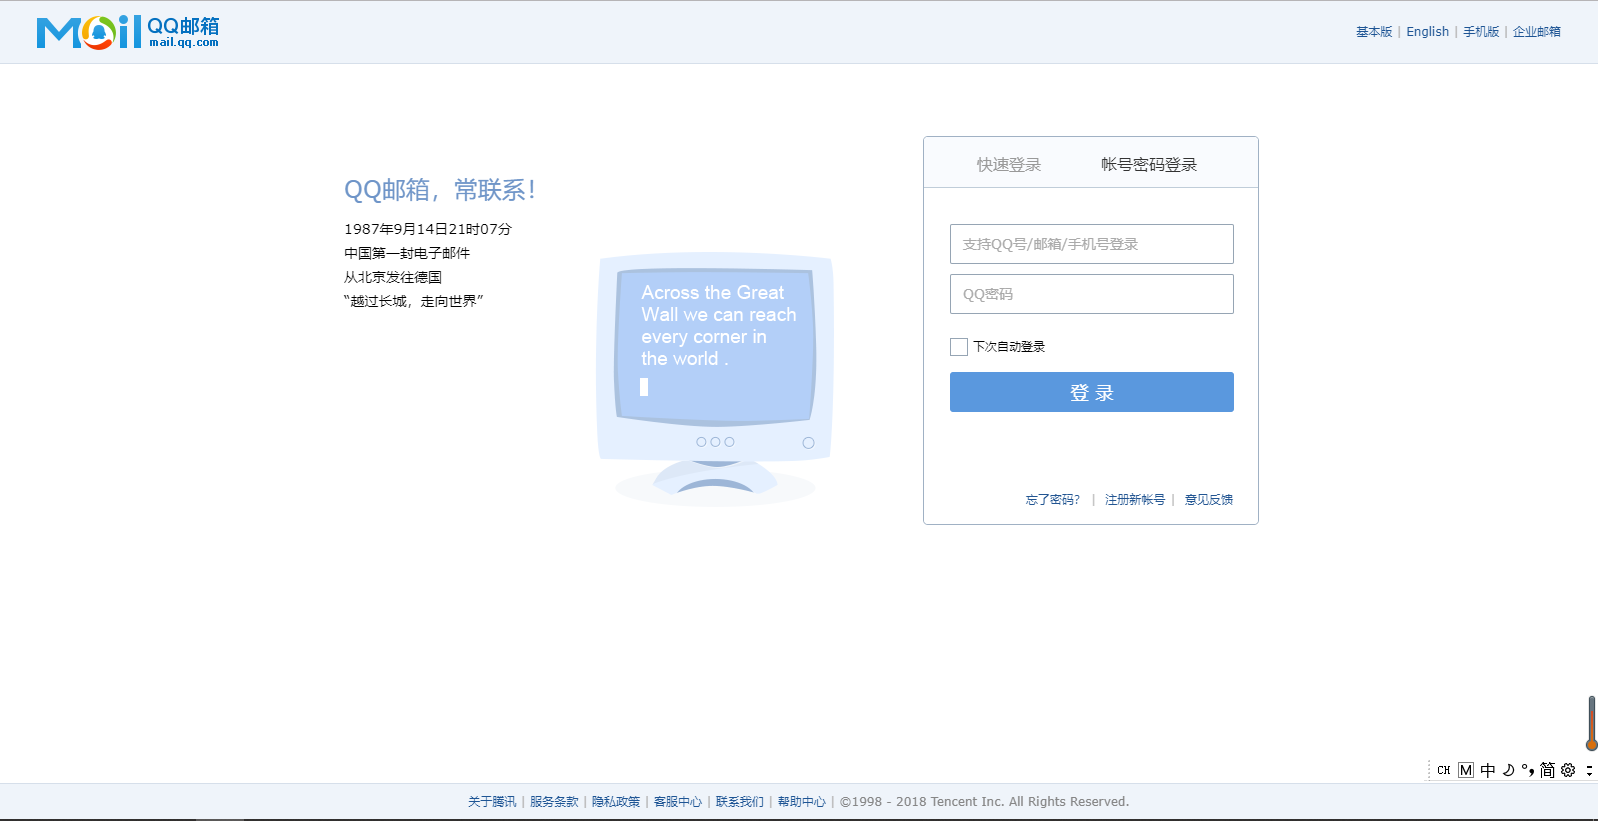 Mail QQ邮箱
mail.qq.com
基本版 | English | 手机版 | 企业邮箱
QQ邮箱，常联系！
1987年9月14日21时07分
中国第一封电子邮件
从北京发往德国
“越过长城，走向世界”
Across the Great
Wall we can reach
every corner in
the world .
快速登录 帐号密码登录
支持QQ号/邮箱/手机号登录
QQ密码
下次自动登录
登 录
忘了密码？ | 注册新帐号 | 意见反馈
CH M 中 简
关于腾讯 | 服务条款 | 隐私政策 | 客服中心 | 联系我们 | 帮助中心 | ©1998 - 2018 Tencent Inc. All Rights Reserved.